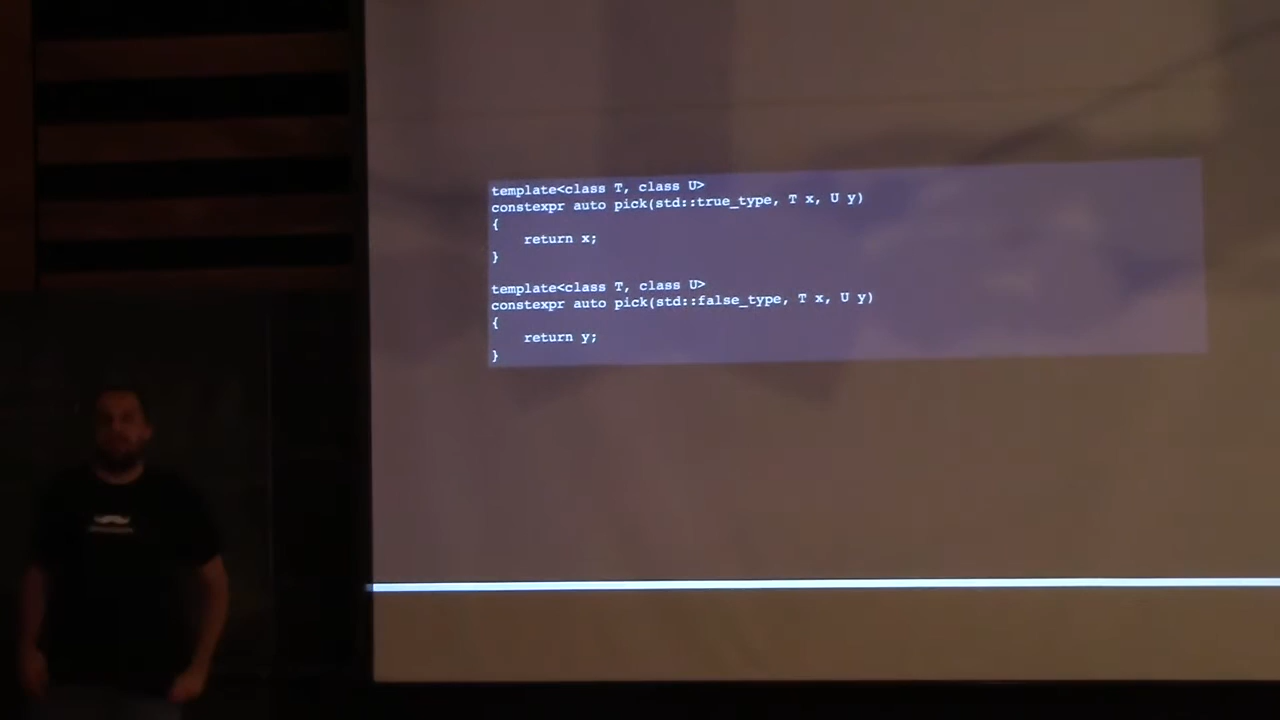 template<class T, class U>
constexpr auto pick(std::true_type, T x, U y)
{
    return x;
}
template<class T, class U>
constexpr auto pick(std::false_type, T x, U y)
{
    return y;
}